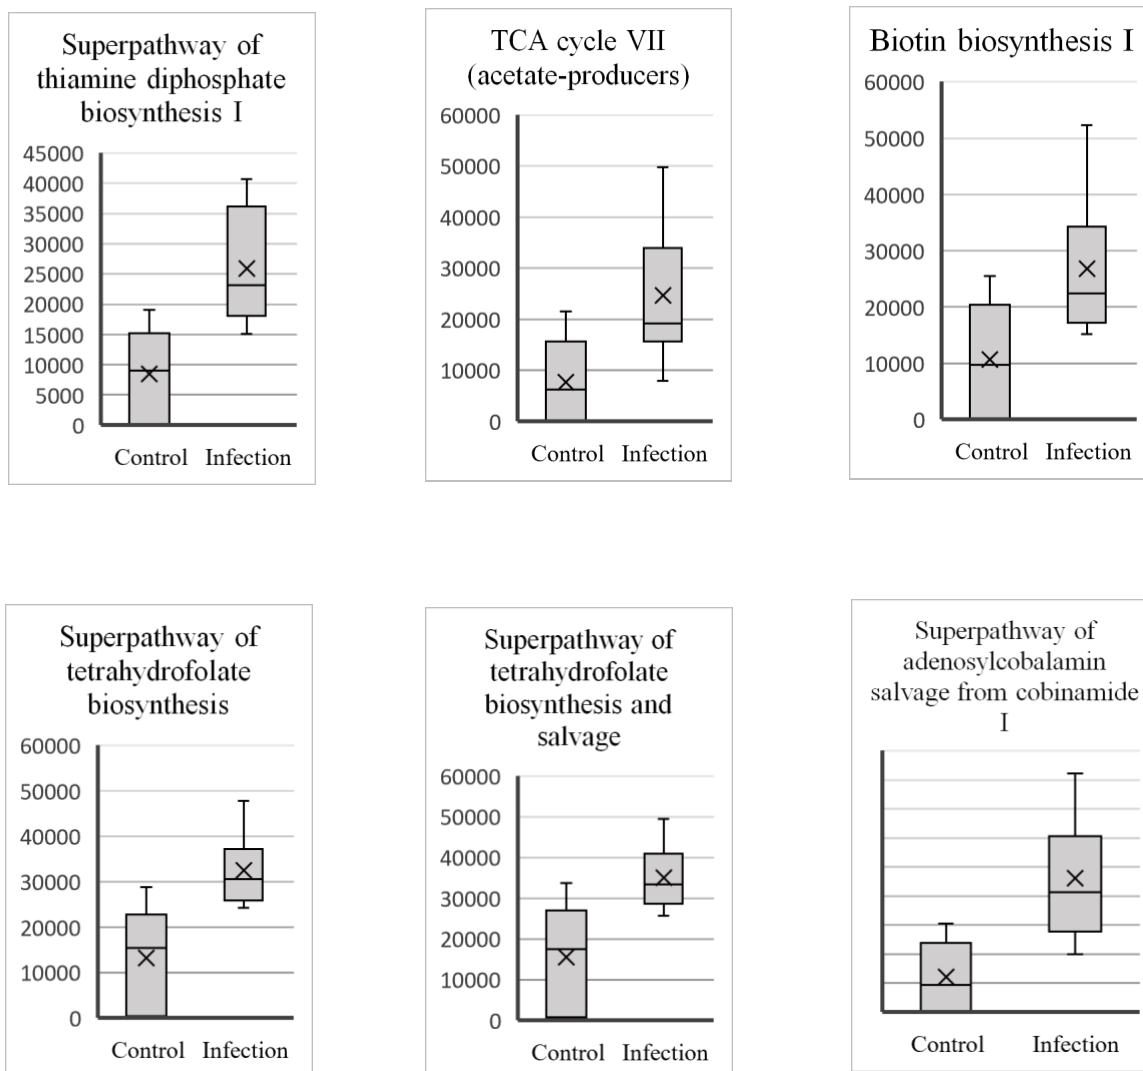 Superpathway of
thiamine diphosphate
biosynthesis I
45000
40000
35000
30000
25000
20000
15000
10000
5000
0
Control Infection
TCA cycle VII
(acetate-producers)
60000
50000
40000
30000
20000
10000
0
Control Infection
Biotin biosynthesis I
60000
50000
40000
30000
20000
10000
0
Control Infection
Superpathway of
tetrahydrofolate
biosynthesis
60000
50000
40000
30000
20000
10000
0
Control Infection
Superpathway of
tetrahydrofolate
biosynthesis and
salvage
60000
50000
40000
30000
20000
10000
0
Control Infection
Superpathway of
adenosylcobalamin
salvage from cobinamide
I
Control Infection